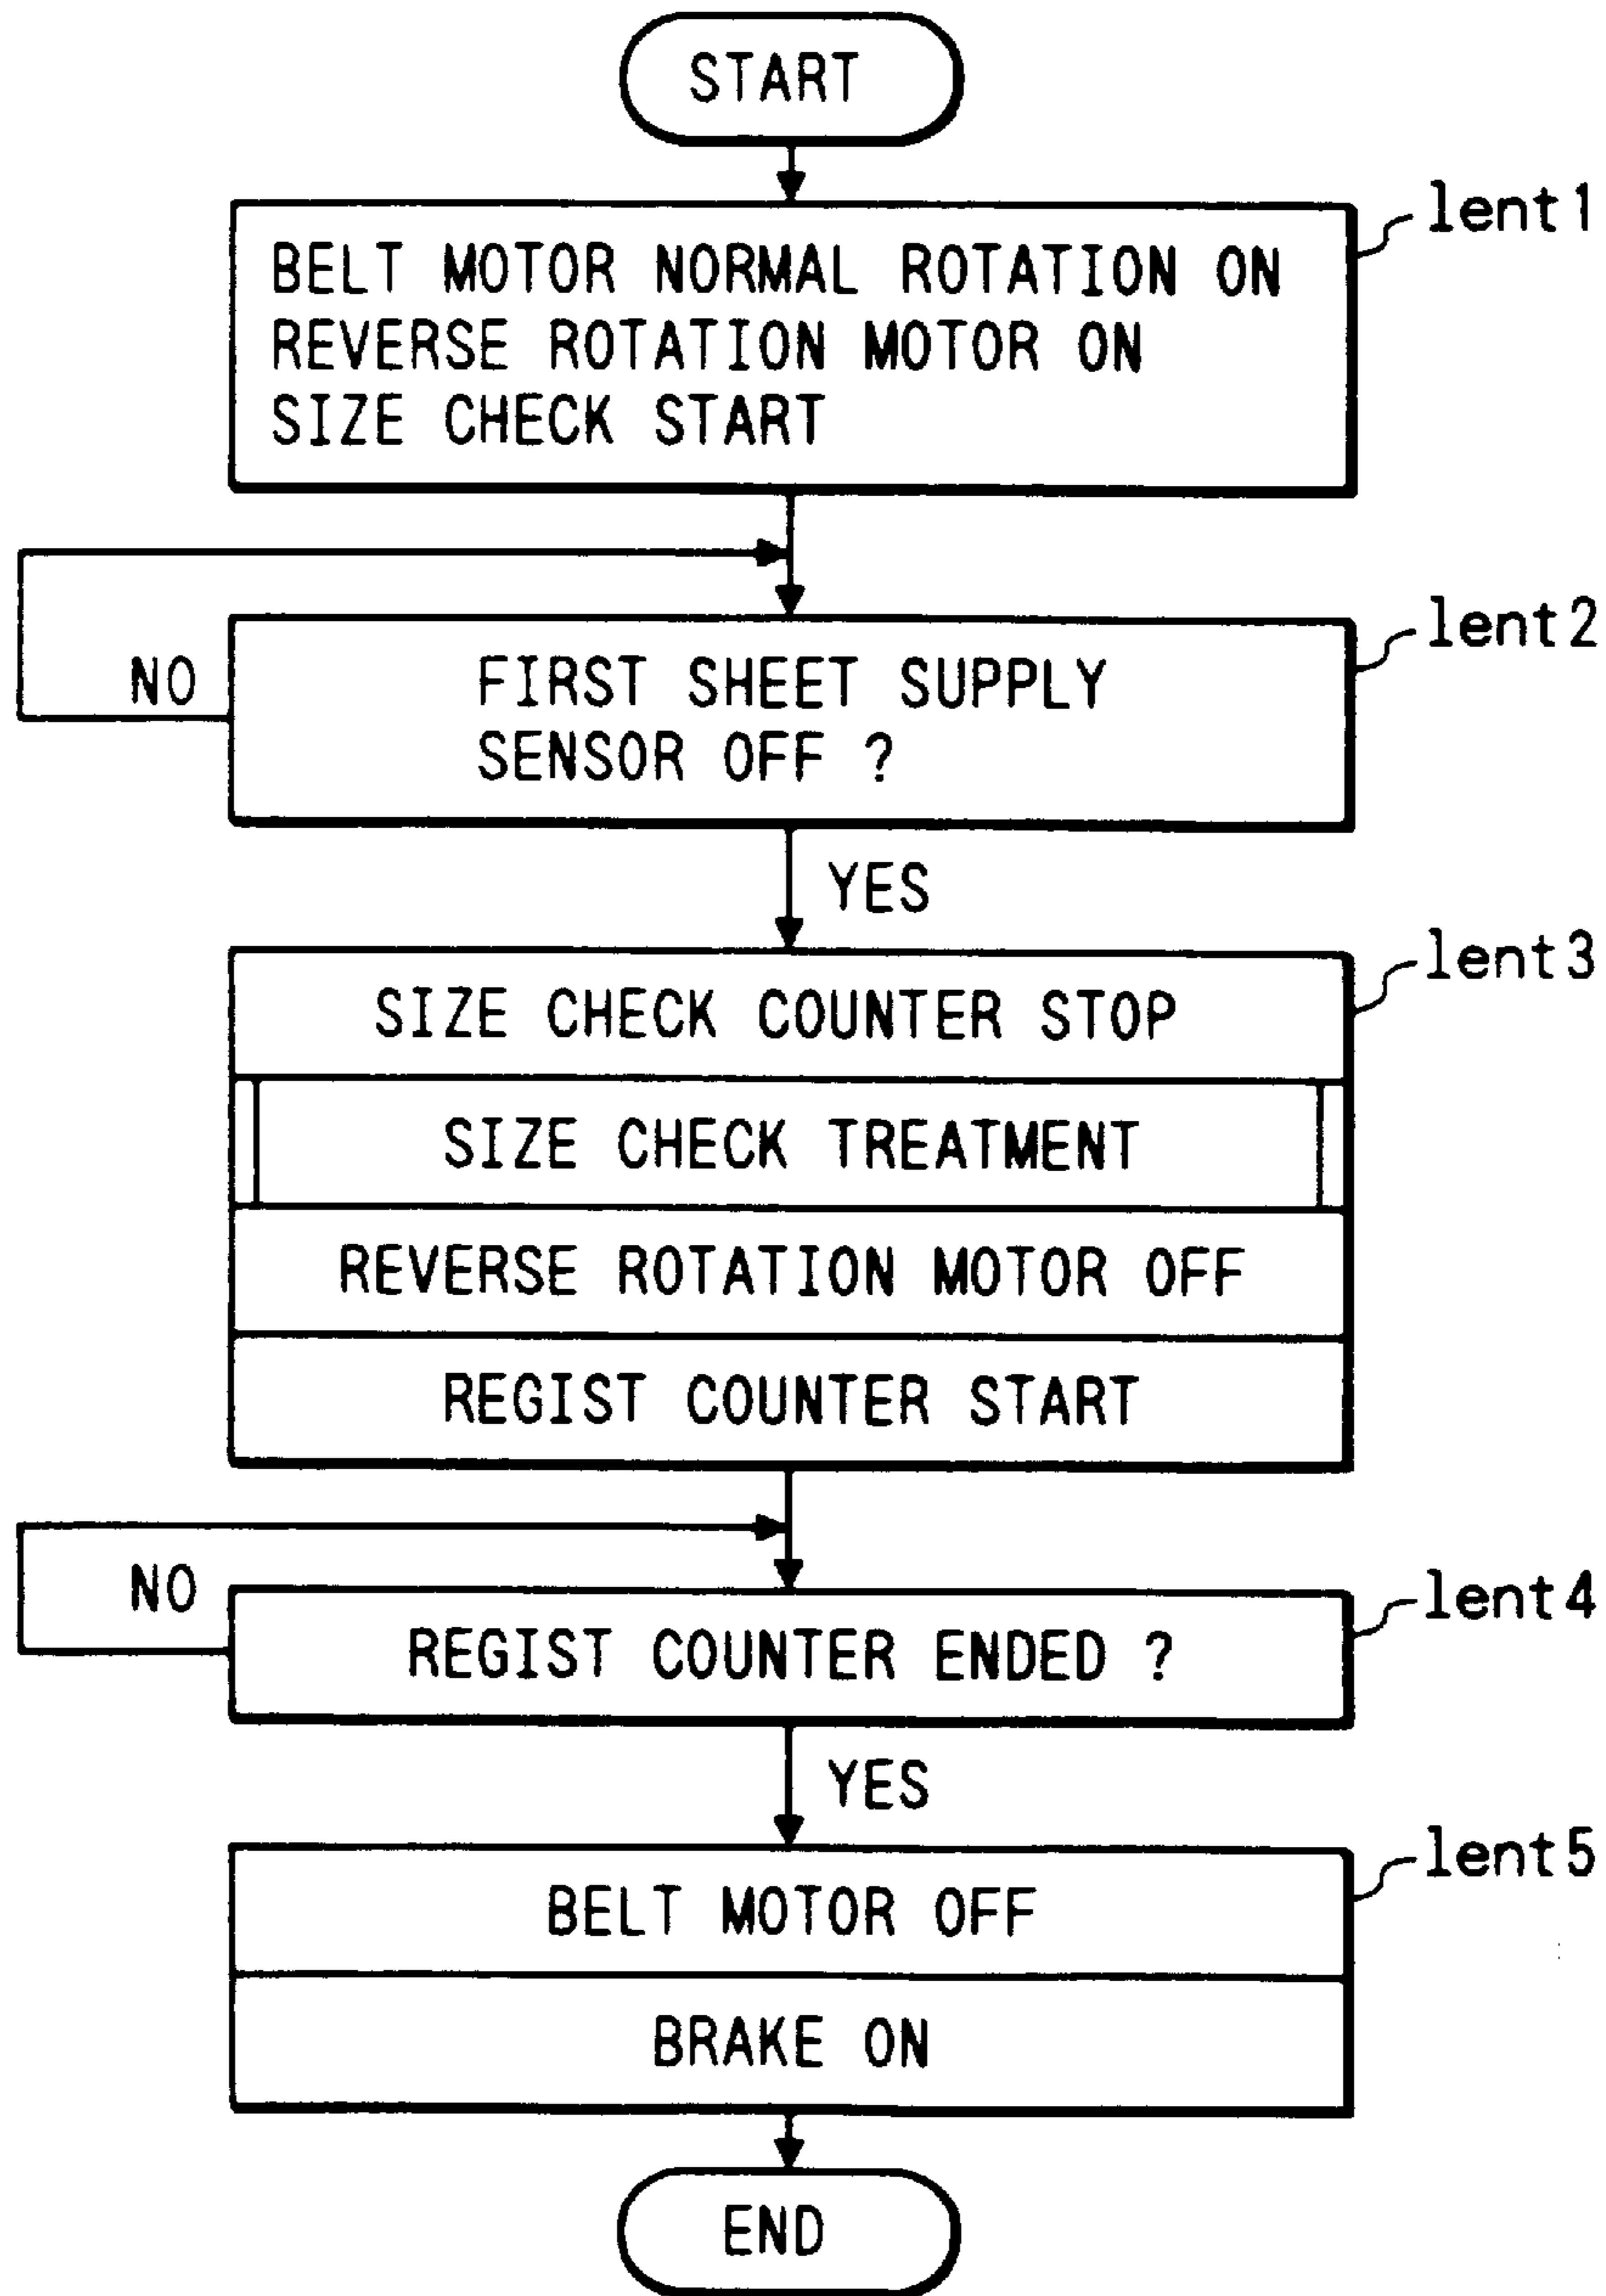 START
lent1
BELT MOTOR NORMAL ROTATION ON
REVERSE ROTATION MOTOR ON
SIZE CHECK START
lent2
NO
FIRST SHEET SUPPLY
SENSOR OFF ?
YES
lent3
SIZE CHECK COUNTER STOP
SIZE CHECK TREATMENT
REVERSE ROTATION MOTOR OFF
REGIST COUNTER START
NO
lent4
REGIST COUNTER ENDED ?
YES
lent5
BELT MOTOR OFF
BRAKE ON
END